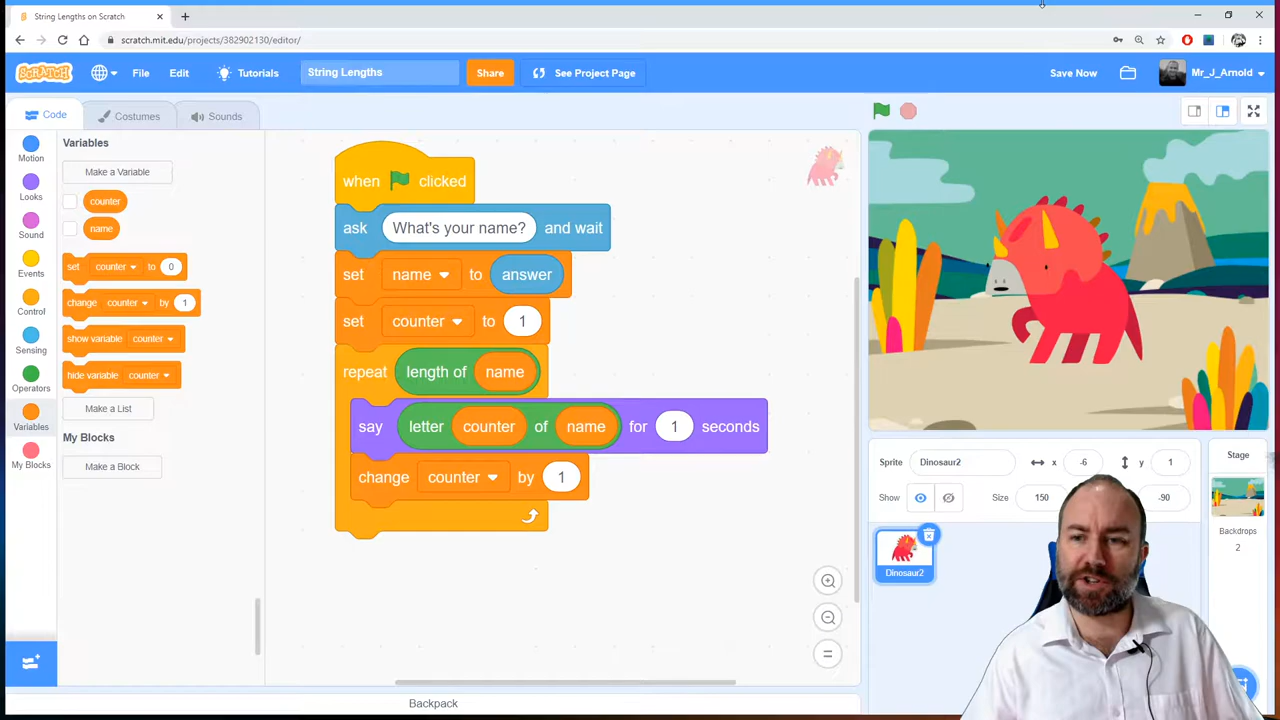 String Lengths on Scratch
scratch.mit.edu/projects/382902130/editor/
SCRATCH
File
Edit
Tutorials
String Lengths
Share
See Project Page
Save Now
Mr_J_Arnold
Code
Costumes
Sounds
Motion
Looks
Sound
Events
Control
Sensing
Operators
Variables
My Blocks
Variables
Make a Variable
counter
name
set counter to 0
change counter by 1
show variable counter
hide variable counter
Make a List
My Blocks
Make a Block
when clicked
ask What's your name? and wait
set name to answer
set counter to 1
repeat length of name
say letter counter of name for 1 seconds
change counter by 1
Backpack
Sprite Dinosaur2 x -6 y 1
Show Size 150 -90
Dinosaur2
Stage
Backdrops
2